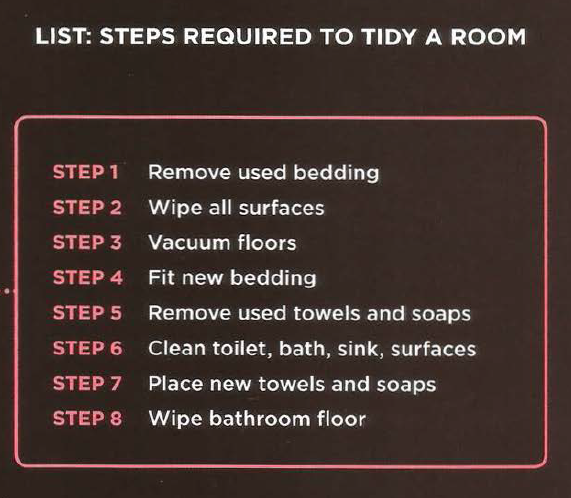 LIST: STEPS REQUIRED TO TIDY A ROOM
STEP 1 Remove used bedding
STEP 2 Wipe all surfaces
STEP 3 Vacuum floors
STEP 4 Fit new bedding
STEP 5 Remove used towels and soaps
STEP 6 Clean toilet, bath, sink, surfaces
STEP 7 Place new towels and soaps
STEP 8 Wipe bathroom floor